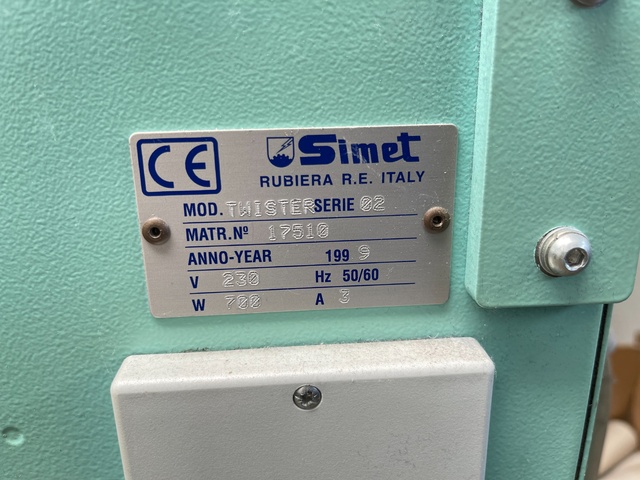 CE Simet
RUBIERA R.E. ITALY
MOD. TWISTER SERIE 02
MATR.Nº 17510
ANNO-YEAR 199 9
V 230 Hz 50/60
W 700 A 3